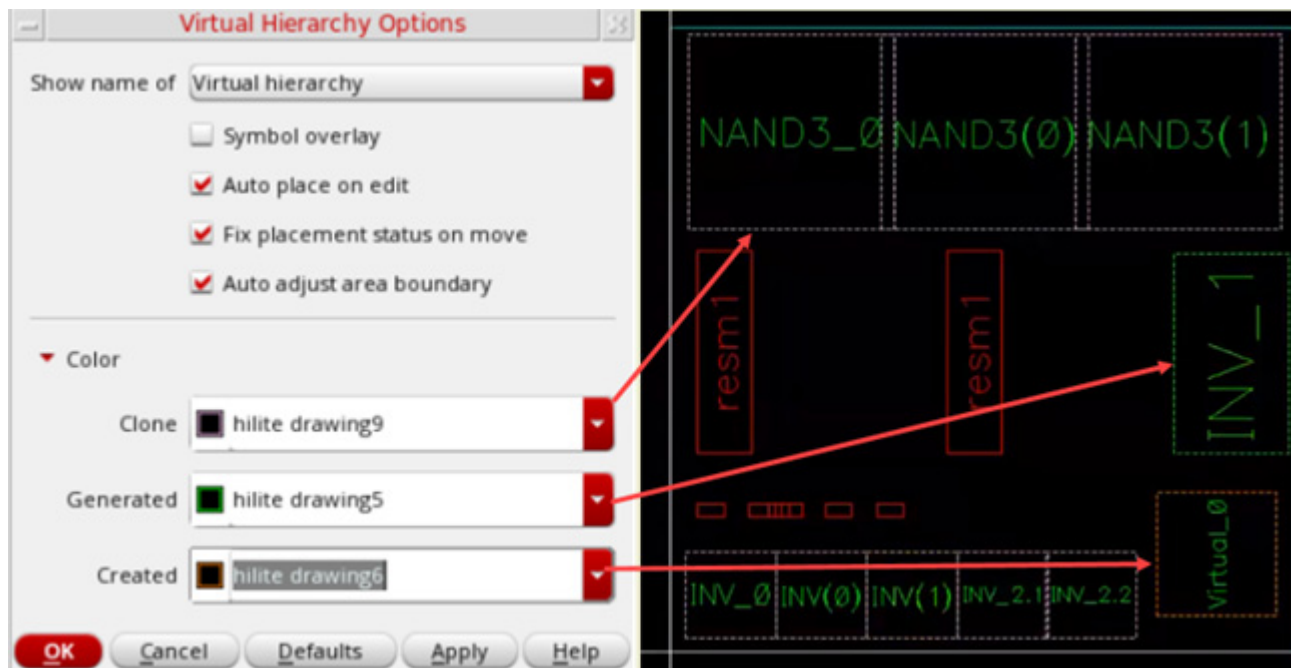 Virtual Hierarchy Options
Show name of Virtual hierarchy
Symbol overlay
Auto place on edit
Fix placement status on move
Auto adjust area boundary
Color
Clone hilite drawing9
Generated hilite drawing5
Created hilite drawing6
OK Cancel Defaults Apply Help
NAND3_0 NAND3(0) NAND3(1)
resm1 resm1 INV_1
Virtual_0
INV_0 INV(0) INV(1) INV_2.1 INV_2.2